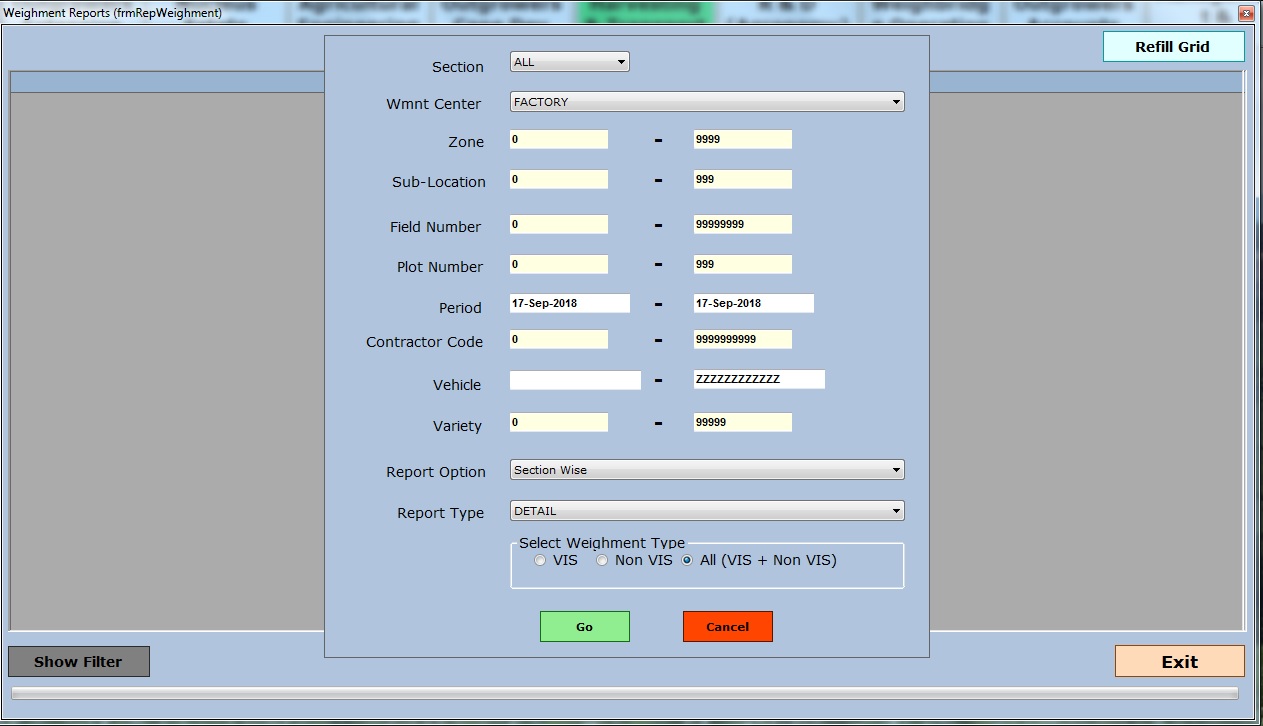 Weighment Reports (frmRepWeighment)
Refill Grid
Section ALL
Wmnt Center FACTORY
Zone 0 - 9999
Sub-Location 0 - 999
Field Number 0 - 99999999
Plot Number 0 - 999
Period 17-Sep-2018 - 17-Sep-2018
Contractor Code 0 - 9999999999
Vehicle - ZZZZZZZZZZZZ
Variety 0 - 99999
Report Option Section Wise
Report Type DETAIL
Select Weighment Type
VIS Non VIS All (VIS + Non VIS)
Go Cancel
Show Filter Exit